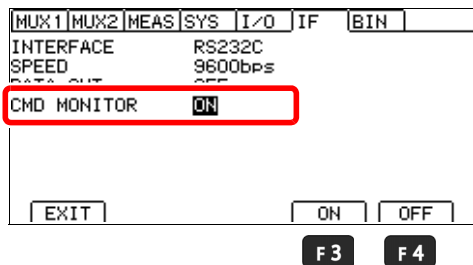 MUX1 MUX2 MEAS SYS I/O IF BIN
INTERFACE RS232C
SPEED 9600bps
CMD MONITOR ON
EXIT ON OFF
F3 F4